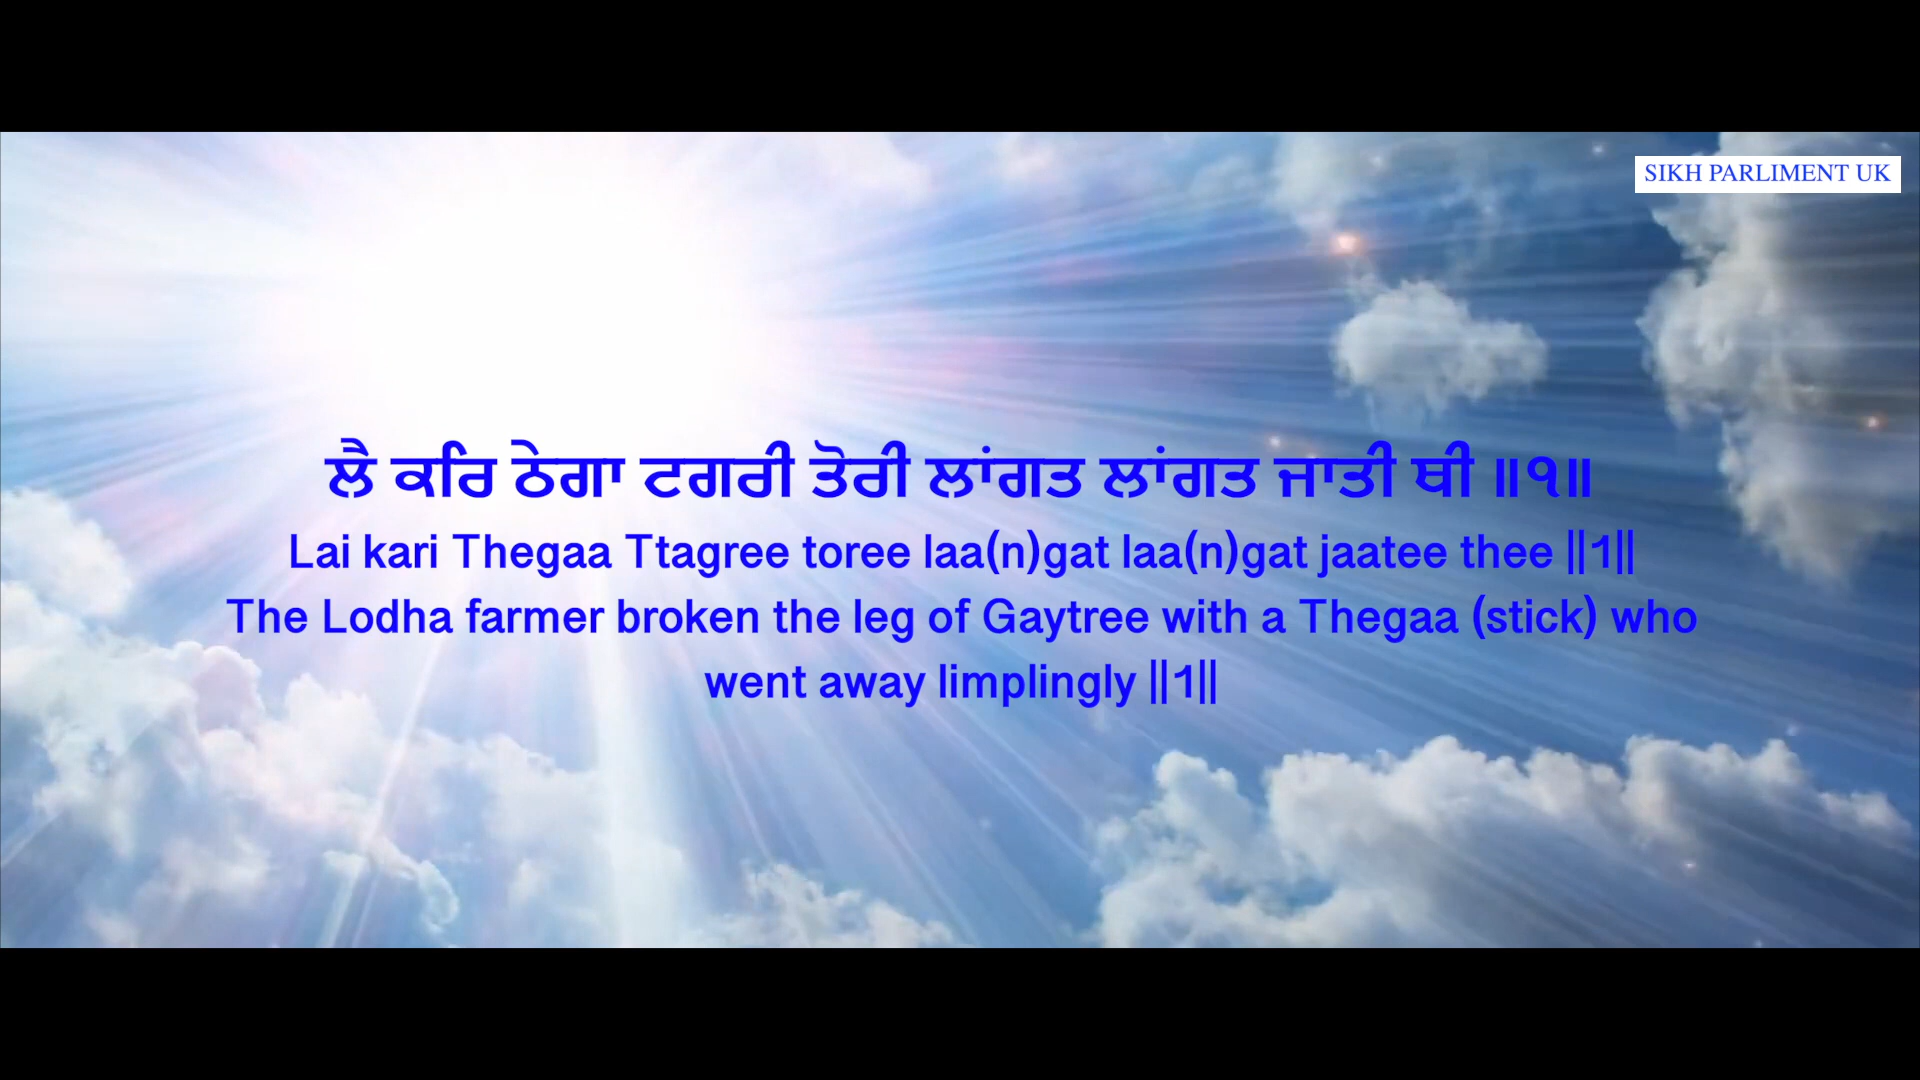 SIKH PARLIMENT UK
ਲੈ ਕਰਿ ਠੇਗਾ ਟਗਰੀ ਤੋਰੀ ਲਾਂਗਤ ਲਾਂਗਤ ਜਾਤੀ ਥੀ ॥੧॥
Lai kari Thegaa Ttagree toree laa(n)gat laa(n)gat jaatee thee ||1||
The Lodha farmer broken the leg of Gaytree with a Thegaa (stick) who
went away limplingly ||1||